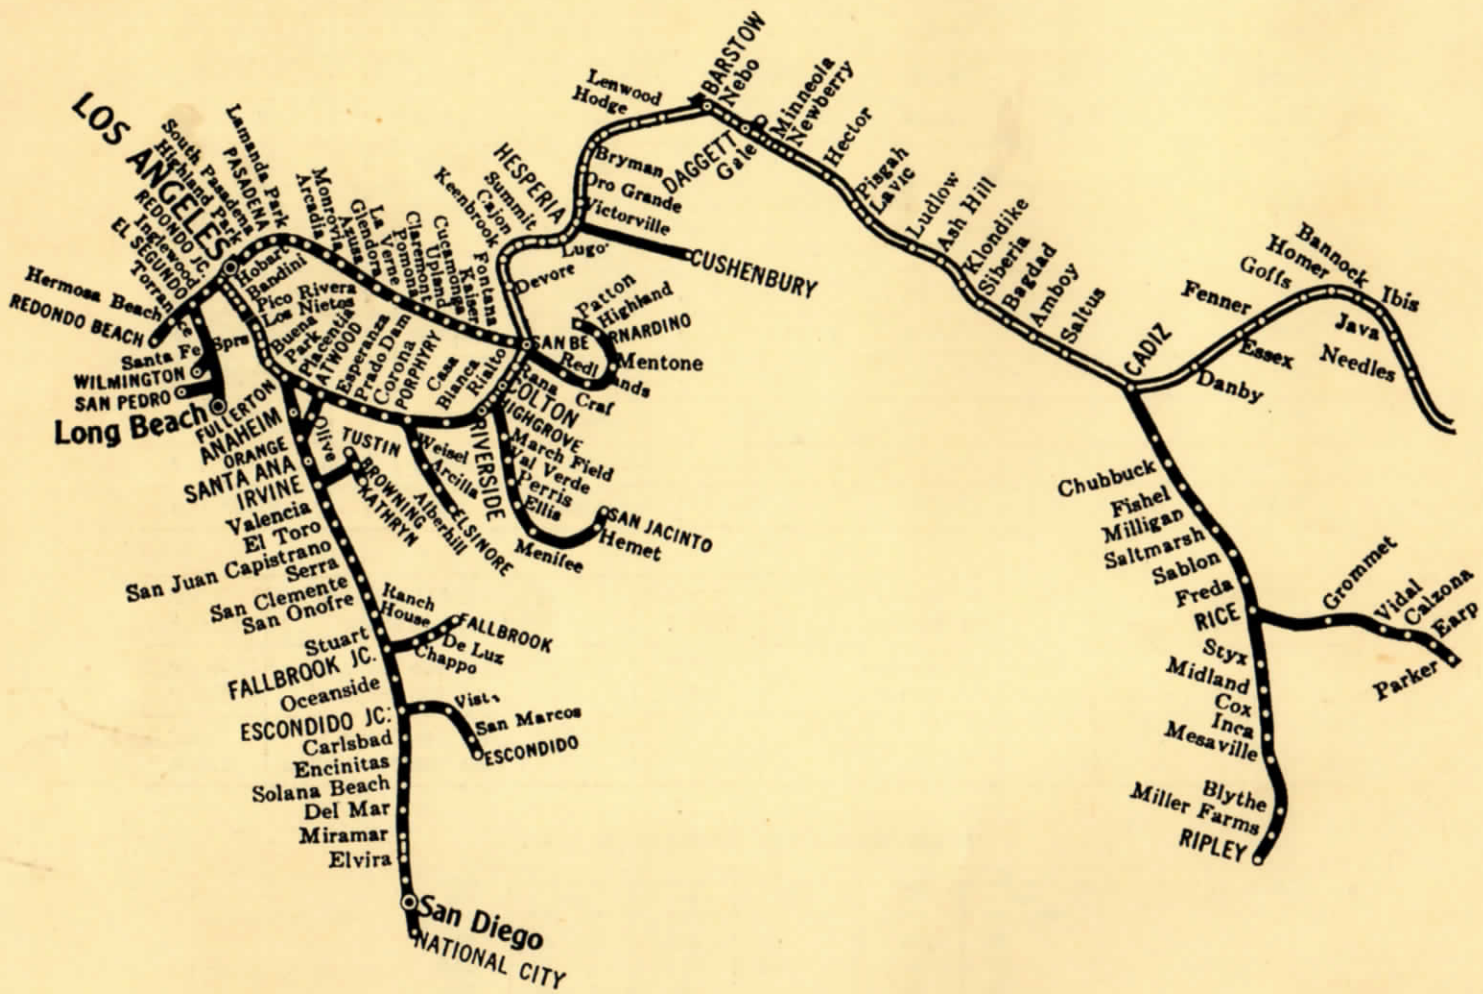 LOS ANGELES
Lamanda Park
PASADENA
South Pasadena
Highland Park
REDONDO JC.
Inglewood
EL SEGUNDO
Torrance
Hermosa Beach
REDONDO BEACH
Santa Fe Sprs
WILMINGTON
SAN PEDRO
Long Beach
Arcadia
Monrovia
Azusa
Glendora
La Verne
Pomona
Claremont
Upland
Cucamonga
Kaiser
Fontana
Hobart
Bandini
Pico Rivera
Los Nietos
Buena
Park
Placentia
ATWOOD
Esperanza
Prado Dam
Corona
PORPHYRY
Casa
Blanca
Rialto
SAN BERNARDINO
Rana
COLTON
HIGHGROVE
RIVERSIDE
Patton
Highland
Mentone
Redlands
Craf
Keenbrook
Cajon
Summit
HESPERIA
Lugo
Devore
Lenwood
Hodge
Bryman
Oro Grande
Victorville
CUSHENBURY
BARSTOW
Nebo
DAGGETT
Gale
Minneola
Newberry
Hector
Pisgah
Lavic
Ludlow
Ash Hill
Klondike
Siberia
Bagdad
Amboy
Saltus
CADIZ
Danby
Essex
Fenner
Goffs
Homer
Bannock
Ibis
Java
Needles
Chubbuck
Fishel
Milligan
Saltmarsh
Sablon
Freda
RICE
Grommet
Vidal
Calzona
Earp
Parker
Styx
Midland
Cox
Inca
Mesaville
Blythe
Miller Farms
RIPLEY
FULLERTON
ANAHEIM
ORANGE
Olive
SANTA ANA
IRVINE
TUSTIN
BROWNING
KATHRYN
Weisel
Arcilla
Alberhill
ELSINORE
March Field
Val Verde
Perris
Ellis
Menifee
Hemet
SAN JACINTO
Valencia
El Toro
San Juan Capistrano
Serra
San Clemente
San Onofre
Stuart
FALLBROOK JC.
Ranch
House
Chappo
De Luz
FALLBROOK
Oceanside
ESCONDIDO JC.
Vista
San Marcos
ESCONDIDO
Carlsbad
Encinitas
Solana Beach
Del Mar
Miramar
Elvira
San Diego
NATIONAL CITY